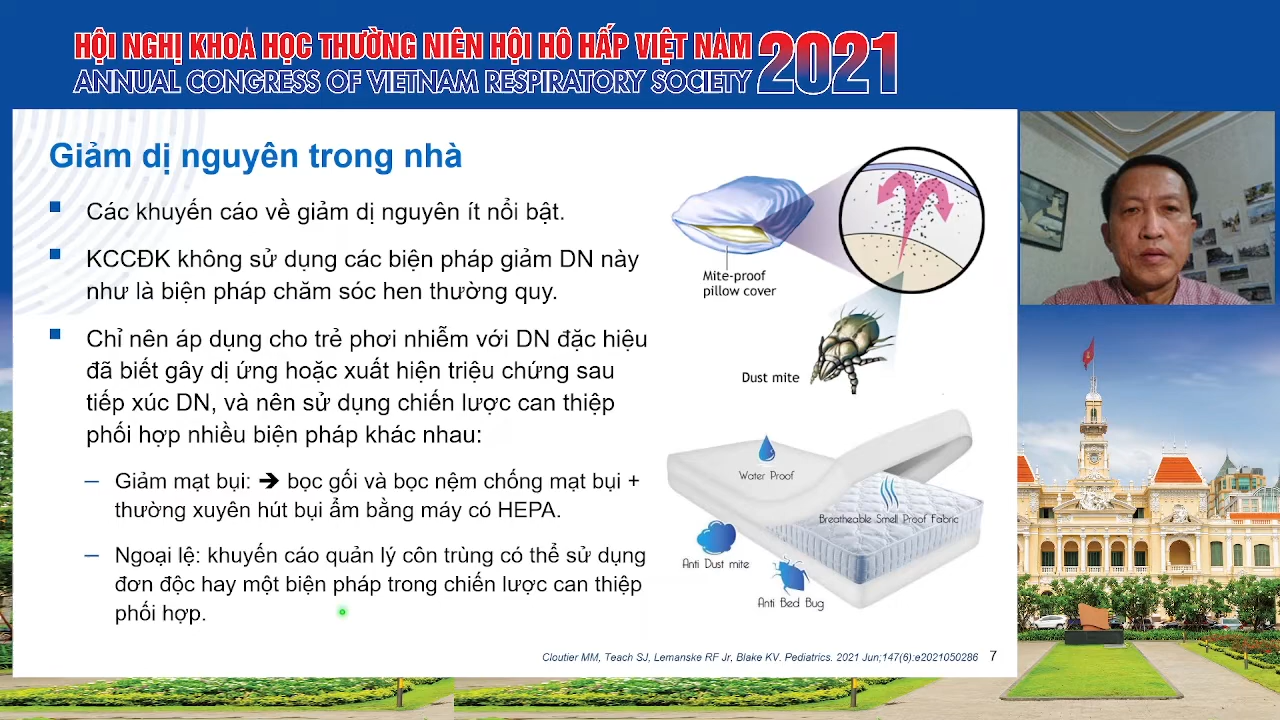 HỘI NGHỊ KHOA HỌC THƯỜNG NIÊN HỘI HÔ HẤP VIỆT NAM 2021
ANNUAL CONGRESS OF VIETNAM RESPIRATORY SOCIETY
Giảm dị nguyên trong nhà
Các khuyến cáo về giảm dị nguyên ít nổi bật.
KCCĐK không sử dụng các biện pháp giảm DN này
như là biện pháp chăm sóc hen thường quy.
Chỉ nên áp dụng cho trẻ phơi nhiễm với DN đặc hiệu
đã biết gây dị ứng hoặc xuất hiện triệu chứng sau
tiếp xúc DN, và nên sử dụng chiến lược can thiệp
phối hợp nhiều biện pháp khác nhau:
– Giảm mạt bụi: ➔ bọc gối và bọc nệm chống mạt bụi +
thường xuyên hút bụi ẩm bằng máy có HEPA.
– Ngoại lệ: khuyến cáo quản lý côn trùng có thể sử dụng
đơn độc hay một biện pháp trong chiến lược can thiệp
phối hợp.
Mite-proof
pillow cover
Dust mite
Water Proof
Breatheable Smell Proof Fabric
Anti Dust mite
Anti Bed Bug
Cloutier MM, Teach SJ, Lemanske RF Jr, Blake KV. Pediatrics. 2021 Jun;147(6):e2021050286
7